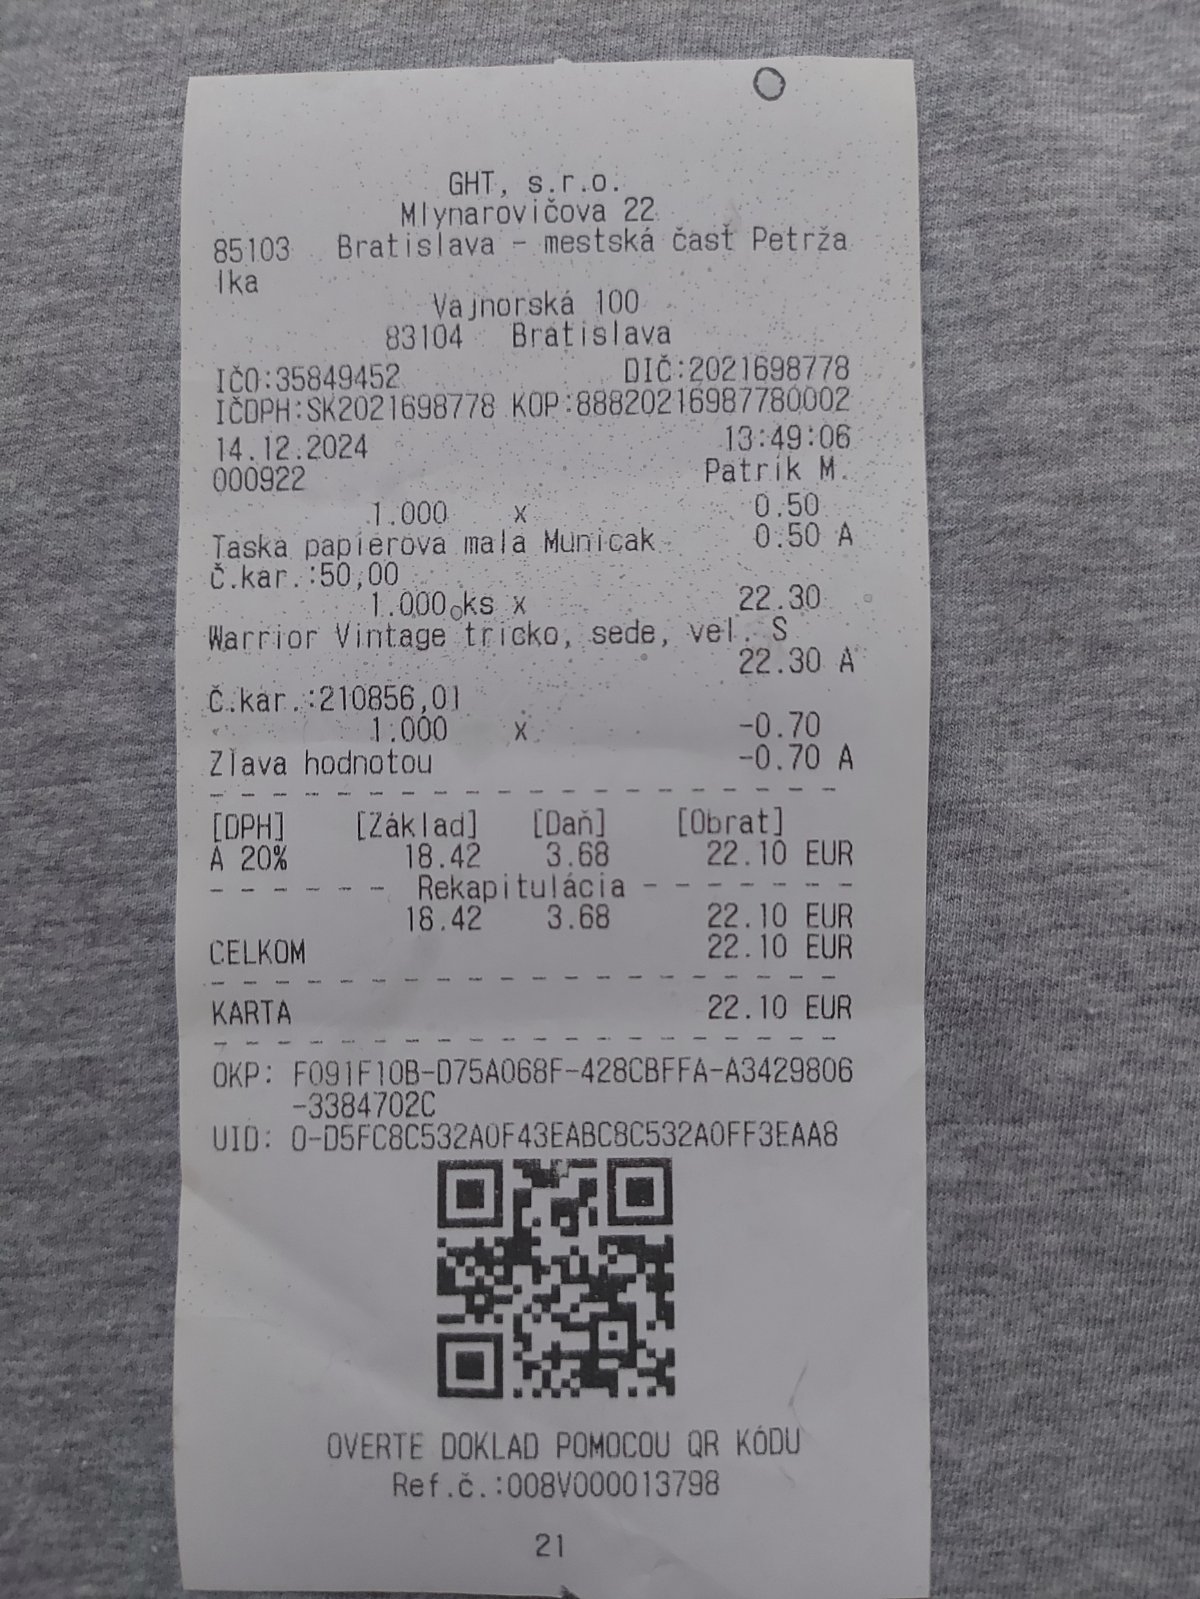 GHT, s.r.o.
Mlynarovičova 22
85103 Bratislava - mestská časť Petrža
lka
Vajnorská 100
83104 Bratislava
IČO:35849452 DIČ:2021698778
IČDPH:SK2021698778 KOP:88820216987780002
14.12.2024 13:49:06
000922 Patrik M.
1.000 x 0.50
Taska papierova mala Municak 0.50 A
Č.kar.:50,00
1.000 ks x 22.30
Warrior Vintage tricko, sede, vel. S
22.30 A
Č.kar.:210856,01
1.000 x -0.70
Zlava hodnotou -0.70 A
[DPH] [Základ] [Daň] [Obrat]
A 20% 18.42 3.68 22.10 EUR
- - - - - - Rekapitulácia - - - - - - -
18.42 3.68 22.10 EUR
CELKOM 22.10 EUR
KARTA 22.10 EUR
OKP: F091F10B-D75A068F-428CBFFA-A3429806
-3384702C
UID: O-D5FC8C532A0F43EABC8C532A0FF3EAA8
OVERTE DOKLAD POMOCOU QR KÓDU
Ref.č.:008V000013798
21